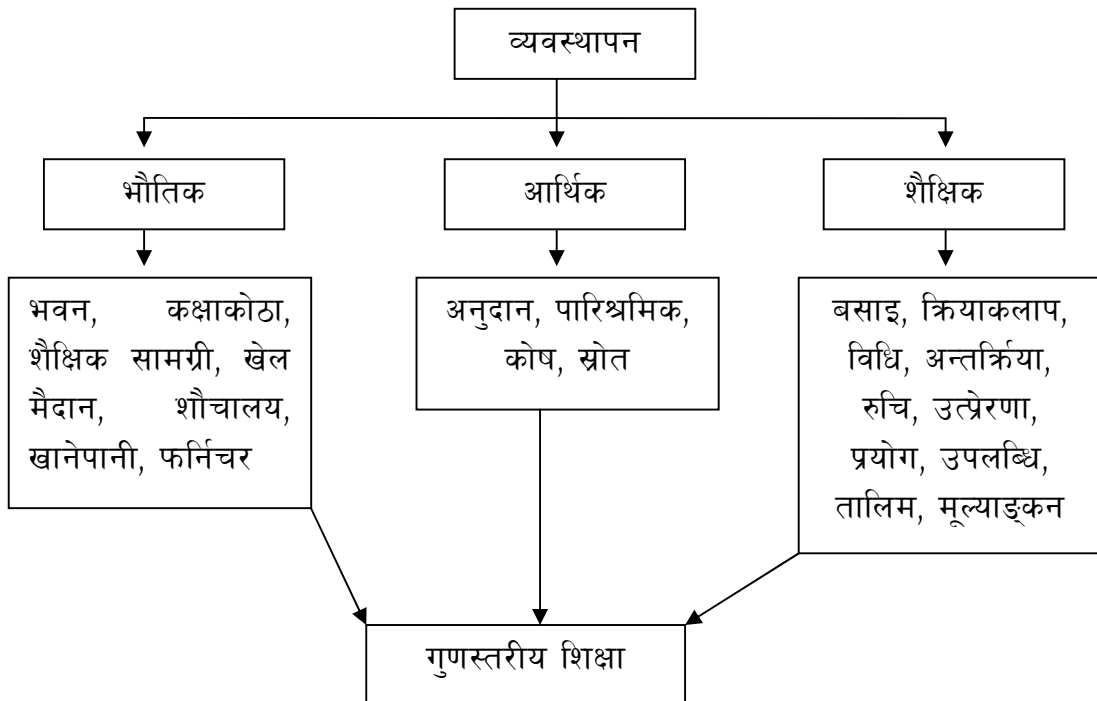 व्यवस्थापन
भौतिक
आर्थिक
शैक्षिक
भवन, कक्षाकोठा,
शैक्षिक सामग्री, खेल
मैदान, शौचालय,
खानेपानी, फर्निचर
अनुदान, पारिश्रमिक,
कोष, स्रोत
बसाइ, क्रियाकलाप,
विधि, अन्तर्क्रिया,
रुचि, उत्प्रेरणा,
प्रयोग, उपलब्धि,
तालिम, मूल्याङ्कन
गुणस्तरीय शिक्षा